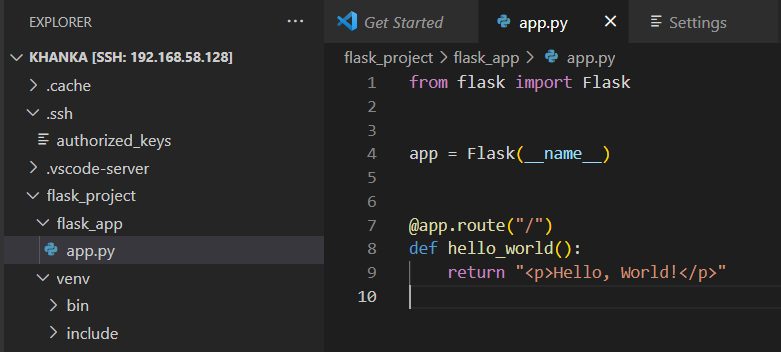 EXPLORER ...
KHANKA [SSH: 192.168.58.128]
.cache
.ssh
authorized_keys
.vscode-server
flask_project
flask_app
app.py
venv
bin
include
Get Started
app.py
Settings
flask_project > flask_app > app.py
1 from flask import Flask
2
3
4 app = Flask(__name__)
5
6
7 @app.route("/")
8 def hello_world():
9 return "<p>Hello, World!</p>"
10